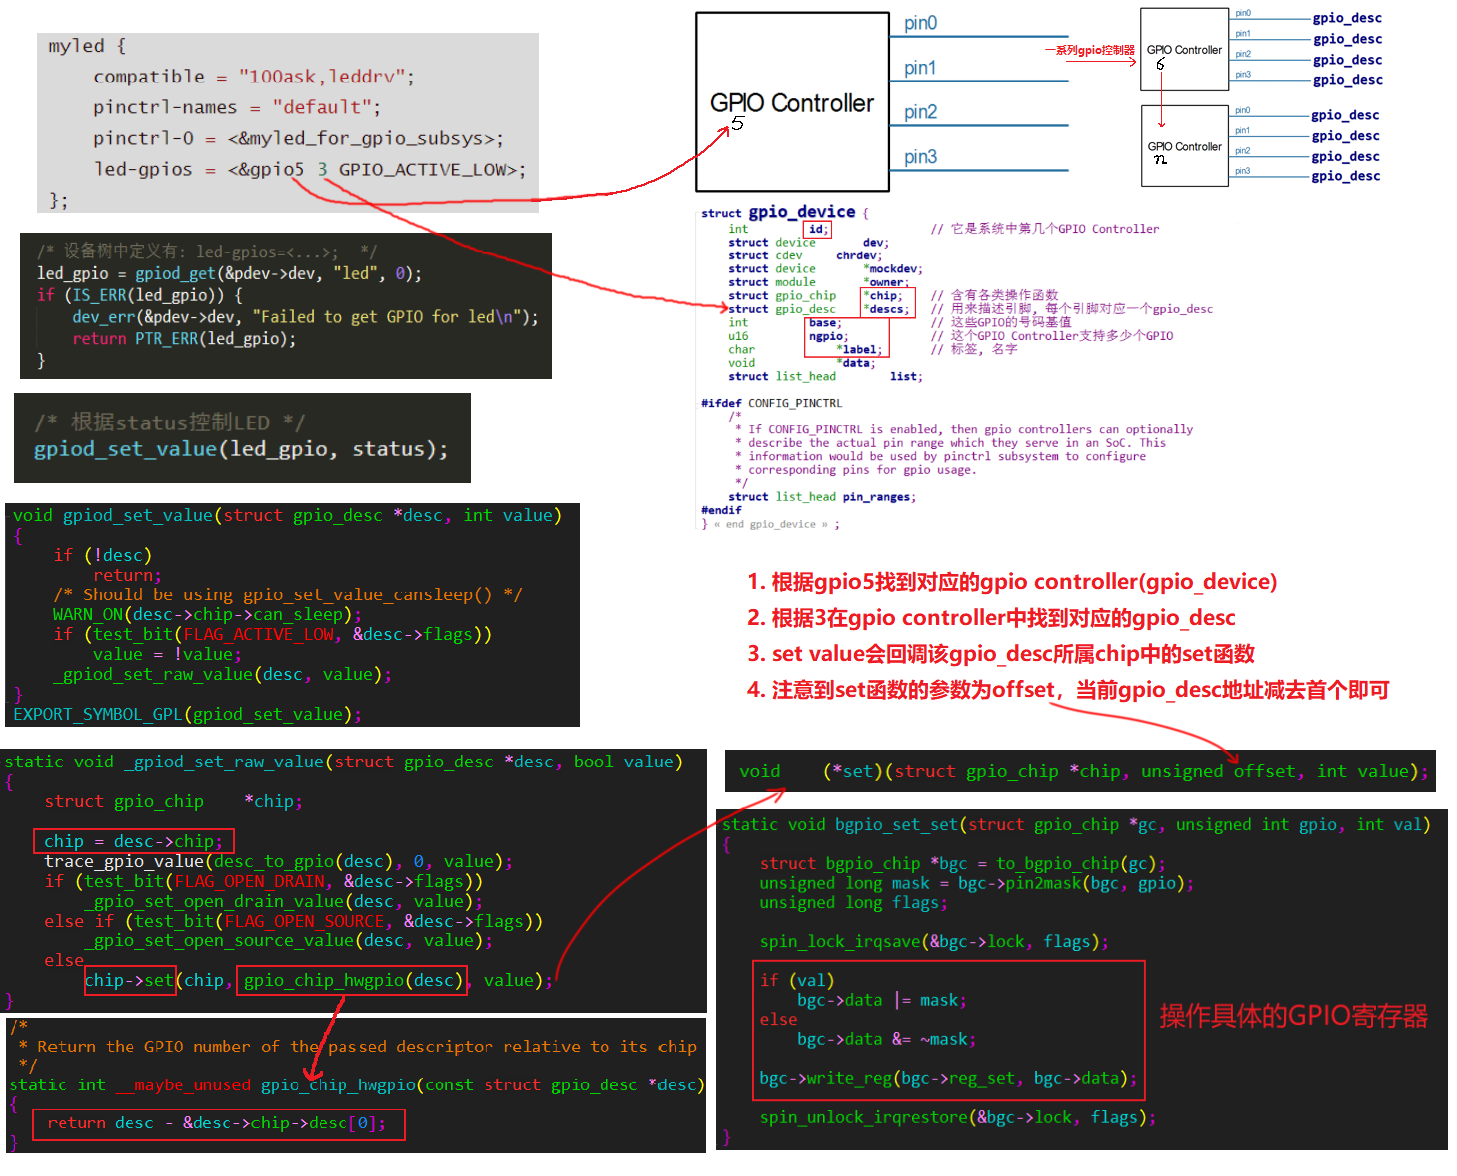 myled {
compatible = "100ask,leddrv";
pinctrl-names = "default";
pinctrl-0 = <&myled_for_gpio_subsys>;
led-gpios = <&gpio5 3 GPIO_ACTIVE_LOW>;
};
/* 设备树中定义有: led-gpios=<...>; */
led_gpio = gpiod_get(&pdev->dev, "led", 0);
if (IS_ERR(led_gpio)) {
dev_err(&pdev->dev, "Failed to get GPIO for led\n");
return PTR_ERR(led_gpio);
}
/* 根据status控制LED */
gpiod_set_value(led_gpio, status);
void gpiod_set_value(struct gpio_desc *desc, int value)
{
if (!desc)
return;
/* Should be using gpio_set_value_cansleep() */
WARN_ON(desc->chip->can_sleep);
if (test_bit(FLAG_ACTIVE_LOW, &desc->flags))
value = !value;
_gpiod_set_raw_value(desc, value);
}
EXPORT_SYMBOL_GPL(gpiod_set_value);
static void _gpiod_set_raw_value(struct gpio_desc *desc, bool value)
{
struct gpio_chip *chip;
chip = desc->chip;
trace_gpio_value(desc_to_gpio(desc), 0, value);
if (test_bit(FLAG_OPEN_DRAIN, &desc->flags))
_gpio_set_open_drain_value(desc, value);
else if (test_bit(FLAG_OPEN_SOURCE, &desc->flags))
_gpio_set_open_source_value(desc, value);
else
chip->set(chip, gpio_chip_hwgpio(desc), value);
}
/*
* Return the GPIO number of the passed descriptor relative to its chip
*/
static int __maybe_unused gpio_chip_hwgpio(const struct gpio_desc *desc)
{
return desc - &desc->chip->desc[0];
}
GPIO Controller
5
pin0
pin1
pin2
pin3
一系列gpio控制器
GPIO Controller
6
pin0 gpio_desc
pin1 gpio_desc
pin2 gpio_desc
pin3 gpio_desc
GPIO Controller
n
pin0 gpio_desc
pin1 gpio_desc
pin2 gpio_desc
pin3 gpio_desc
struct gpio_device {
int id; // 它是系统中第几个GPIO Controller
struct device dev;
struct cdev chrdev;
struct device *mockdev;
struct module *owner;
struct gpio_chip *chip; // 含有各类操作函数
struct gpio_desc *descs; // 用来描述引脚, 每个引脚对应一个gpio_desc
int base; // 这些GPIO的号码基值
u16 ngpio; // 这个GPIO Controller支持多少个GPIO
char *label; // 标签, 名字
void *data;
struct list_head list;
#ifdef CONFIG_PINCTRL
/*
* If CONFIG_PINCTRL is enabled, then gpio controllers can optionally
* describe the actual pin range which they serve in an SoC. This
* information would be used by pinctrl subsystem to configure
* corresponding pins for gpio usage.
*/
struct list_head pin_ranges;
#endif
} « end gpio_device » ;
1. 根据gpio5找到对应的gpio controller(gpio_device)
2. 根据3在gpio controller中找到对应的gpio_desc
3. set value会回调该gpio_desc所属chip中的set函数
4. 注意到set函数的参数为offset，当前gpio_desc地址减去首个即可
void (*set)(struct gpio_chip *chip, unsigned offset, int value);
static void bgpio_set_set(struct gpio_chip *gc, unsigned int gpio, int val)
{
struct bgpio_chip *bgc = to_bgpio_chip(gc);
unsigned long mask = bgc->pin2mask(bgc, gpio);
unsigned long flags;
spin_lock_irqsave(&bgc->lock, flags);
if (val)
bgc->data |= mask;
else
bgc->data &= ~mask;
bgc->write_reg(bgc->reg_set, bgc->data);
spin_unlock_irqrestore(&bgc->lock, flags);
}
操作具体的GPIO寄存器